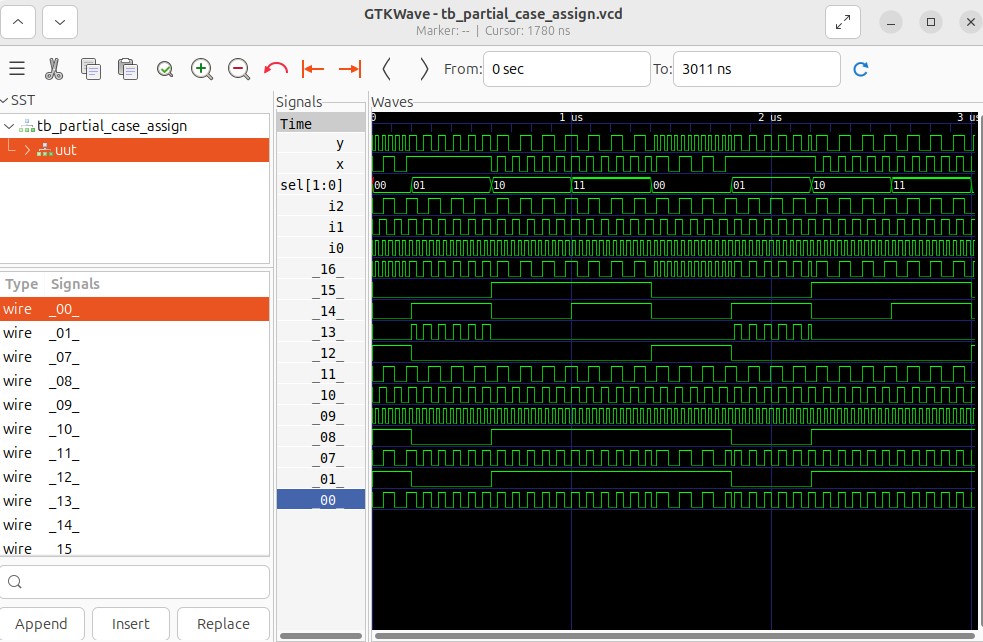 GTKWave - tb_partial_case_assign.vcd
Marker: -- | Cursor: 1780 ns
From: 0 sec To: 3011 ns
SST
tb_partial_case_assign
uut
Type Signals
wire _00_
wire _01_
wire _07_
wire _08_
wire _09_
wire _10_
wire _11_
wire _12_
wire _13_
wire _14_
wire _15_
Append Insert Replace
Signals
Time
y
x
sel[1:0]
i2
i1
i0
_16_
_15_
_14_
_13_
_12_
_11_
_10_
_09_
_08_
_07_
_01_
_00_
Waves
0 1 us 2 us 3 us
00 01 10 11 00 01 10 11